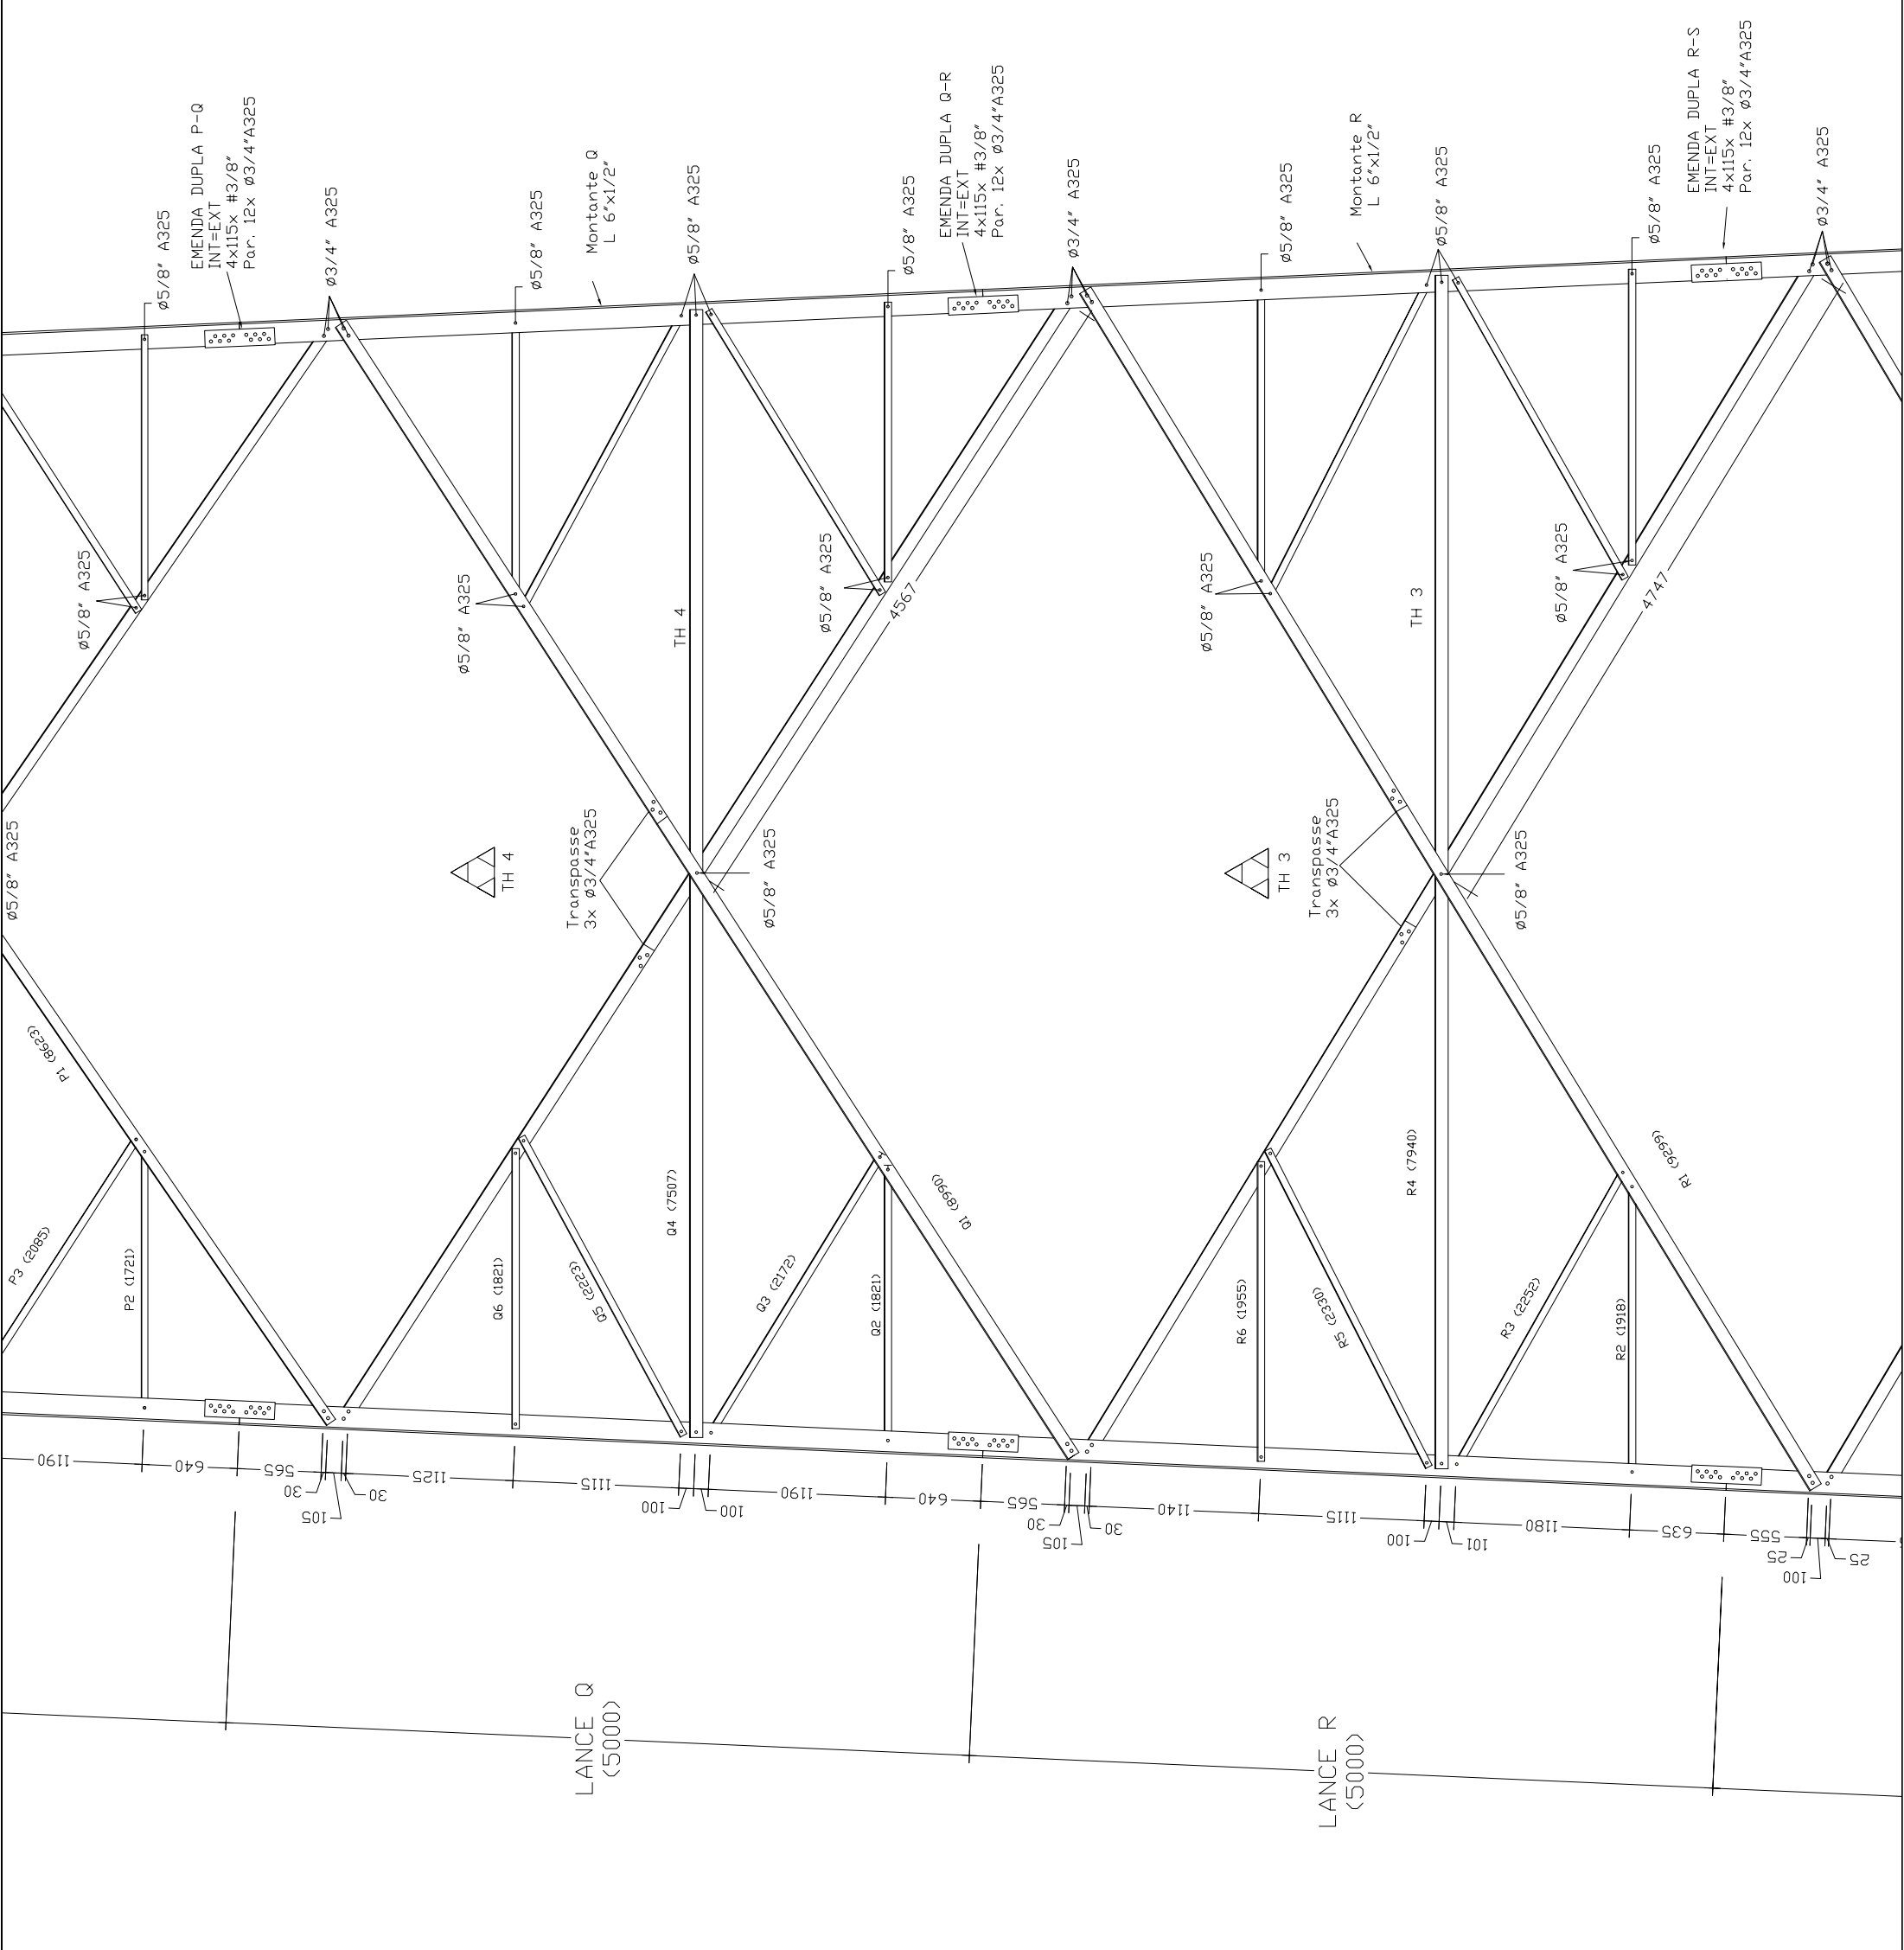 EMENDA DUPLA P-Q
INT=EXT
4x115x #3/8"
Par. 12x ø3/4"A325
ø5/8" A325
ø3/4" A325
ø5/8" A325
Montante Q
L 6"x1/2"
ø5/8" A325
ø5/8" A325
EMENDA DUPLA Q-R
INT=EXT
4x115x #3/8"
Par. 12x ø3/4"A325
ø3/4" A325
ø5/8" A325
Montante R
L 6"x1/2"
ø5/8" A325
ø5/8" A325
EMENDA DUPLA R-S
INT=EXT
4x115x #3/8"
Par. 12x ø3/4"A325
ø3/4" A325
ø5/8" A325
ø5/8" A325
TH 4
ø5/8" A325
4567
ø5/8" A325
TH 3
ø5/8" A325
4747
ø5/8" A325
TH 4
Transpasse
3x ø3/4"A325
ø5/8" A325
TH 3
Transpasse
3x ø3/4"A325
ø5/8" A325
P1 (8623)
P3 (2085)
P2 (1721)
Q6 (1821)
Q5 (2223)
Q4 (7507)
Q3 (2172)
Q2 (1821)
Q1 (8990)
R6 (1955)
R5 (2330)
R4 (7940)
R3 (2252)
R2 (1918)
R1 (9299)
1190
640
565
30
105
30
1125
1115
100
100
1190
640
565
30
105
30
1140
1115
100
101
1180
635
555
25
100
25
LANCE Q
(5000)
LANCE R
(5000)